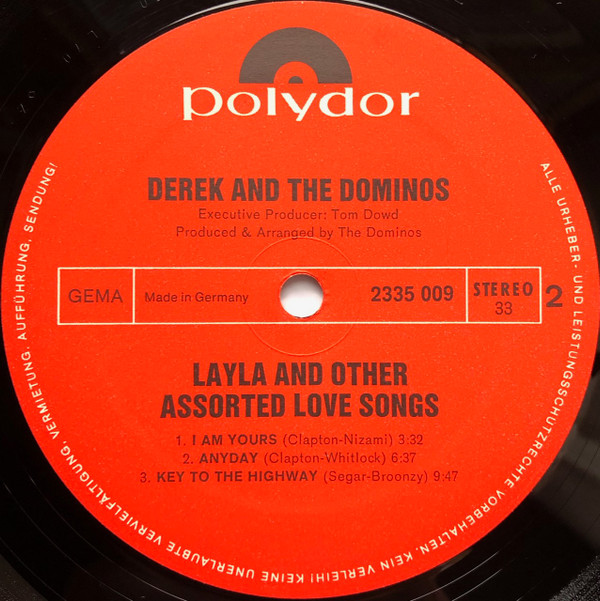 polydor
DEREK AND THE DOMINOS
Executive Producer: Tom Dowd
Produced & Arranged by The Dominos
GEMA
Made in Germany
2335 009
STEREO
33
2
LAYLA AND OTHER
ASSORTED LOVE SONGS
1. I AM YOURS (Clapton-Nizami) 3:32
2. ANYDAY (Clapton-Whitlock) 6:37
3. KEY TO THE HIGHWAY (Segar-Broonzy) 9:47
ALLE URHEBER- UND LEISTUNGSSCHUTZRECHTE VORBEHALTEN. KEIN VERLEIH! KEINE UNERLAUBTE VERVIELFÄLTIGUNG, VERMIETUNG, AUFFÜHRUNG, SENDUNG!